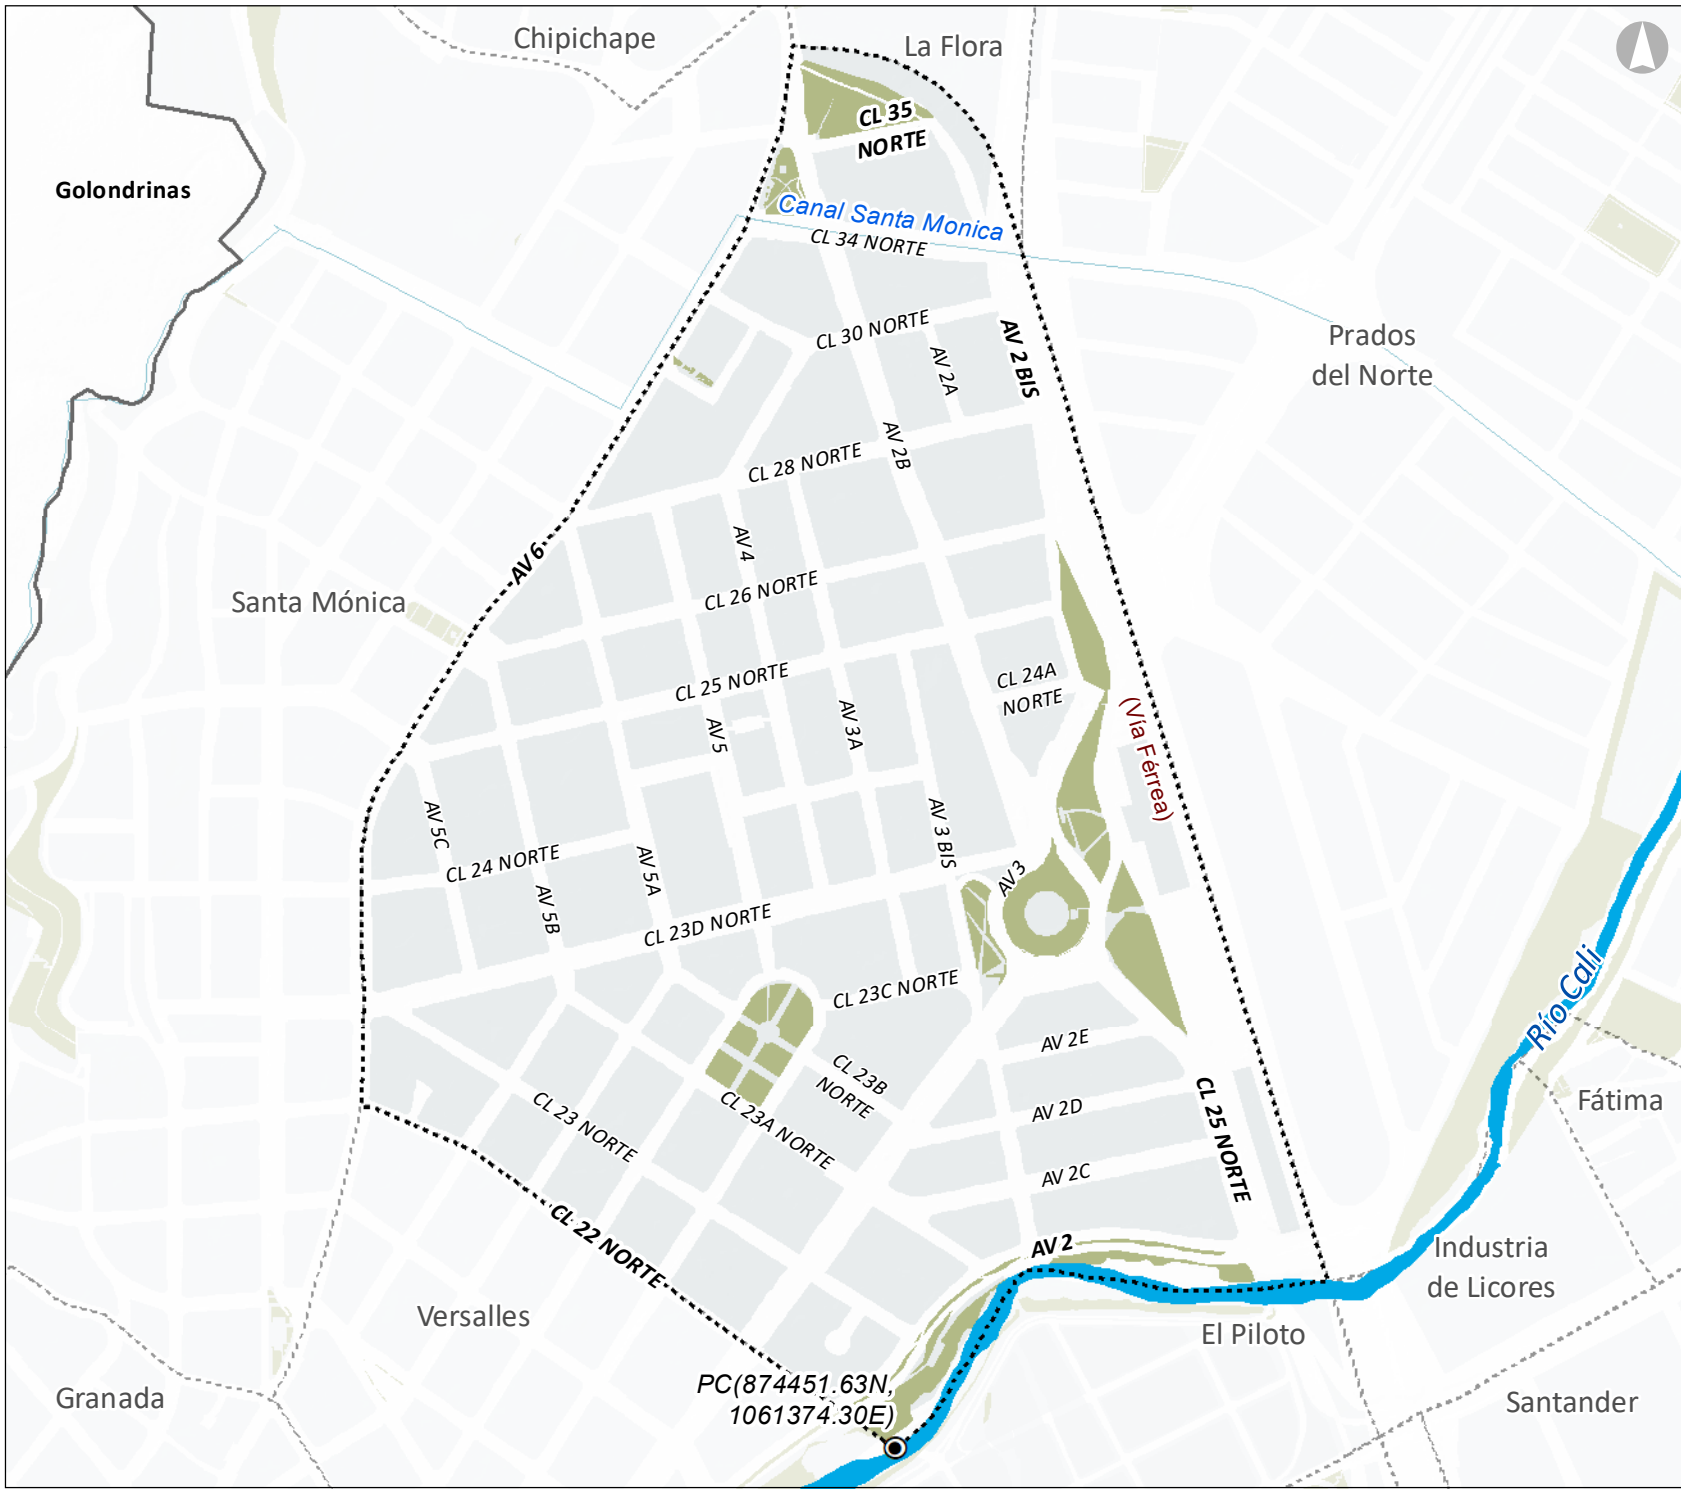 Chipichape
La Flora
CL 35
NORTE
Golondrinas
Canal Santa Monica
CL 34 NORTE
CL 30 NORTE
AV 2 BIS
Prados
del Norte
AV 2A
AV 2B
CL 28 NORTE
AV 4
AV 6
CL 26 NORTE
Santa Mónica
CL 25 NORTE
CL 24A
NORTE
AV 5
AV 3A
(Vía Férrea)
AV 5C
AV 3 BIS
CL 24 NORTE
AV 5A
AV 3
AV 5B
CL 23D NORTE
CL 23C NORTE
Río Cali
AV 2E
CL 23B
NORTE
CL 23 NORTE
CL 23A NORTE
AV 2D
CL 25 NORTE
Fátima
AV 2C
CL 22 NORTE
AV 2
Industria
de Licores
Versalles
El Piloto
PC(874451.63N,
1061374.30E)
Granada
Santander